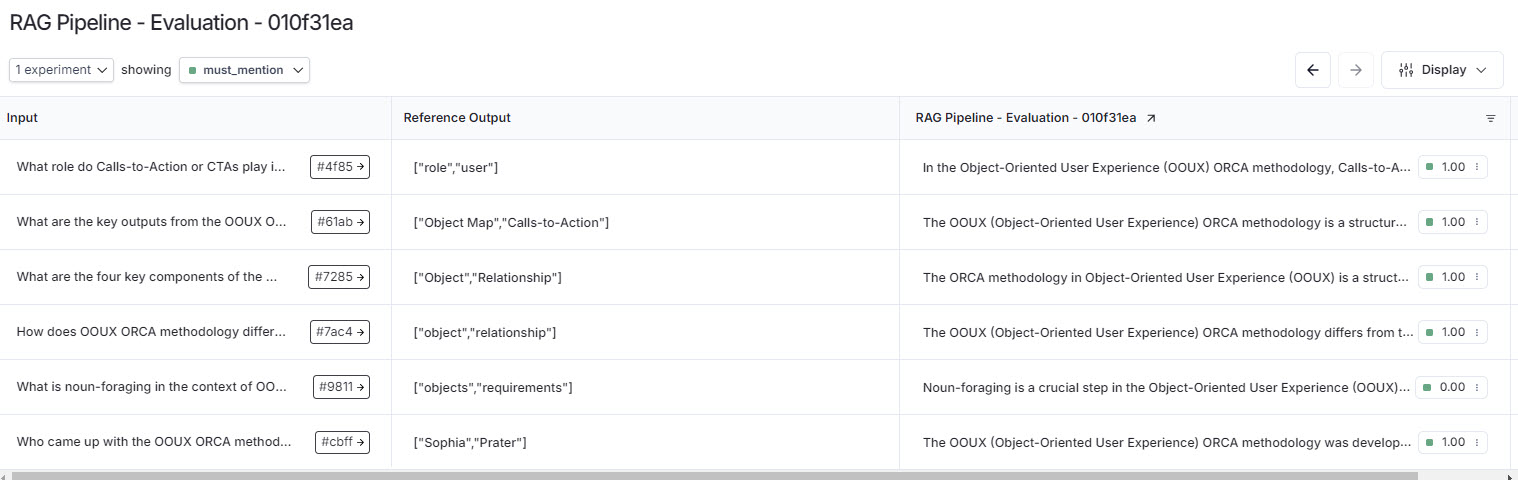 RAG Pipeline - Evaluation - 010f31ea
1 experiment showing must_mention Display
Input Reference Output RAG Pipeline - Evaluation - 010f31ea
What role do Calls-to-Action or CTAs play i... #4f85 ["role","user"] In the Object-Oriented User Experience (OOUX) ORCA methodology, Calls-to-A... 1.00
What are the key outputs from the OOUX O... #61ab ["Object Map","Calls-to-Action"] The OOUX (Object-Oriented User Experience) ORCA methodology is a structur... 1.00
What are the four key components of the ... #7285 ["Object","Relationship"] The ORCA methodology in Object-Oriented User Experience (OOUX) is a struct... 1.00
How does OOUX ORCA methodology differ... #7ac4 ["object","relationship"] The OOUX (Object-Oriented User Experience) ORCA methodology differs from t... 1.00
What is noun-foraging in the context of OO... #9811 ["objects","requirements"] Noun-foraging is a crucial step in the Object-Oriented User Experience (OOUX)... 0.00
Who came up with the OOUX ORCA method... #cbff ["Sophia","Prater"] The OOUX (Object-Oriented User Experience) ORCA methodology was develop... 1.00